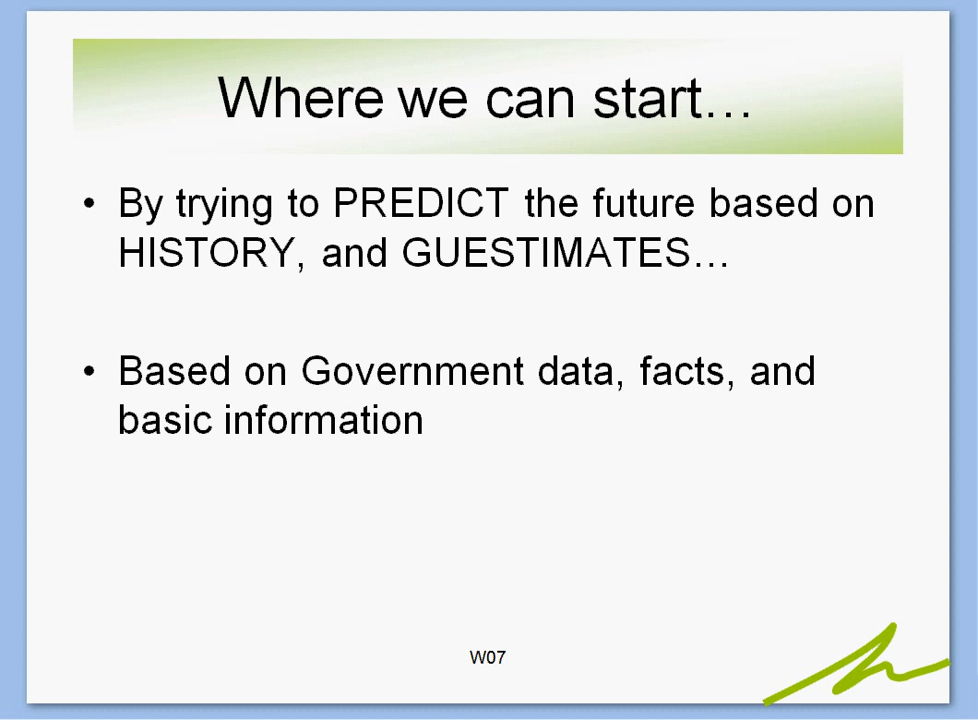 Where we can start...
• By trying to PREDICT the future based on
HISTORY, and GUESTIMATES...
• Based on Government data, facts, and
basic information
W07